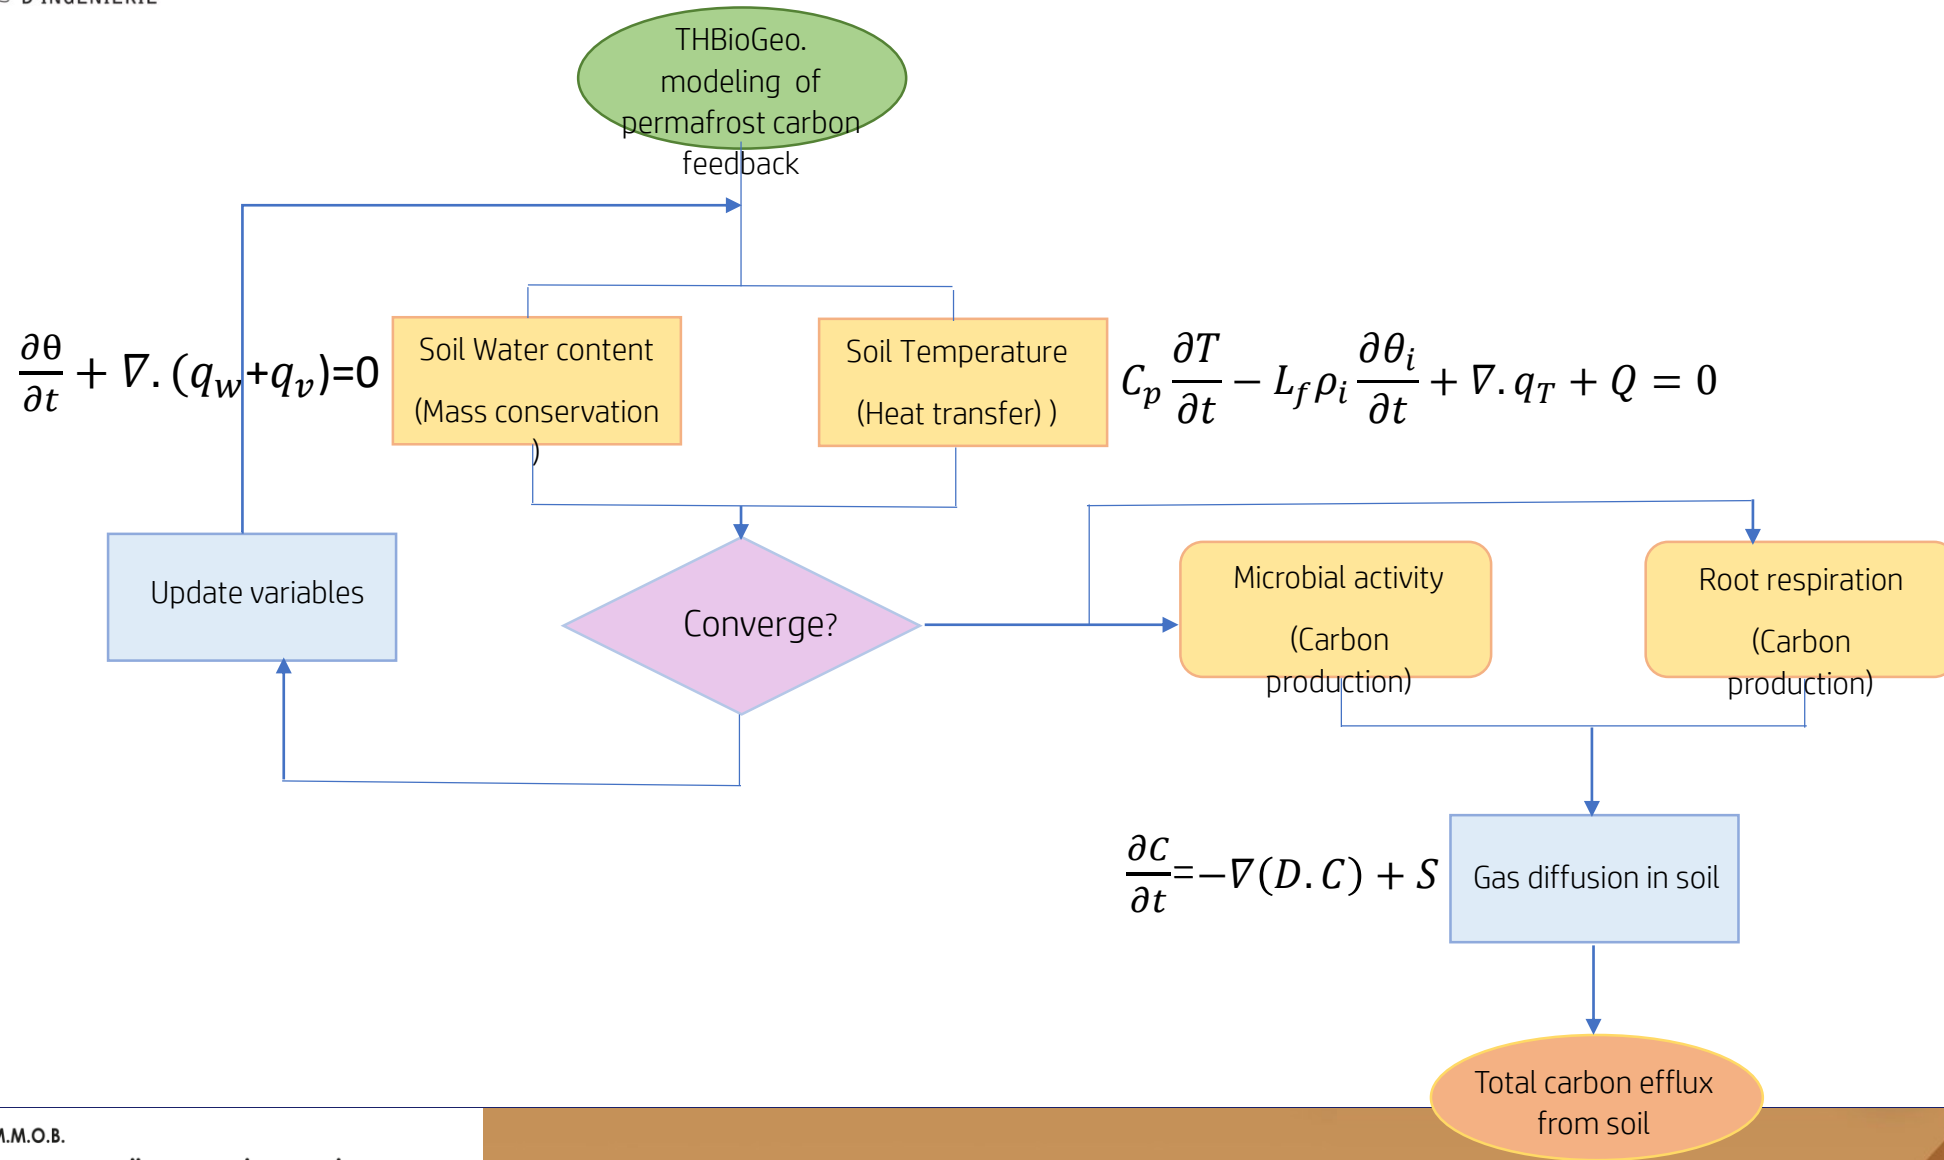 D'INGÉNIERIE
THBioGeo.
modeling of
permafrost carbon
feedback
∂θ/∂t + ∇. (q_w+q_v)=0
Soil Water content
(Mass conservation
)
Soil Temperature
(Heat transfer) )
C_p ∂T/∂t − L_f ρ_i ∂θ_i/∂t + ∇. q_T + Q = 0
Update variables
Converge?
Microbial activity
(Carbon
production)
Root respiration
(Carbon
production)
∂C/∂t=−∇(D. C) + S
Gas diffusion in soil
Total carbon efflux
from soil
M.M.O.B.